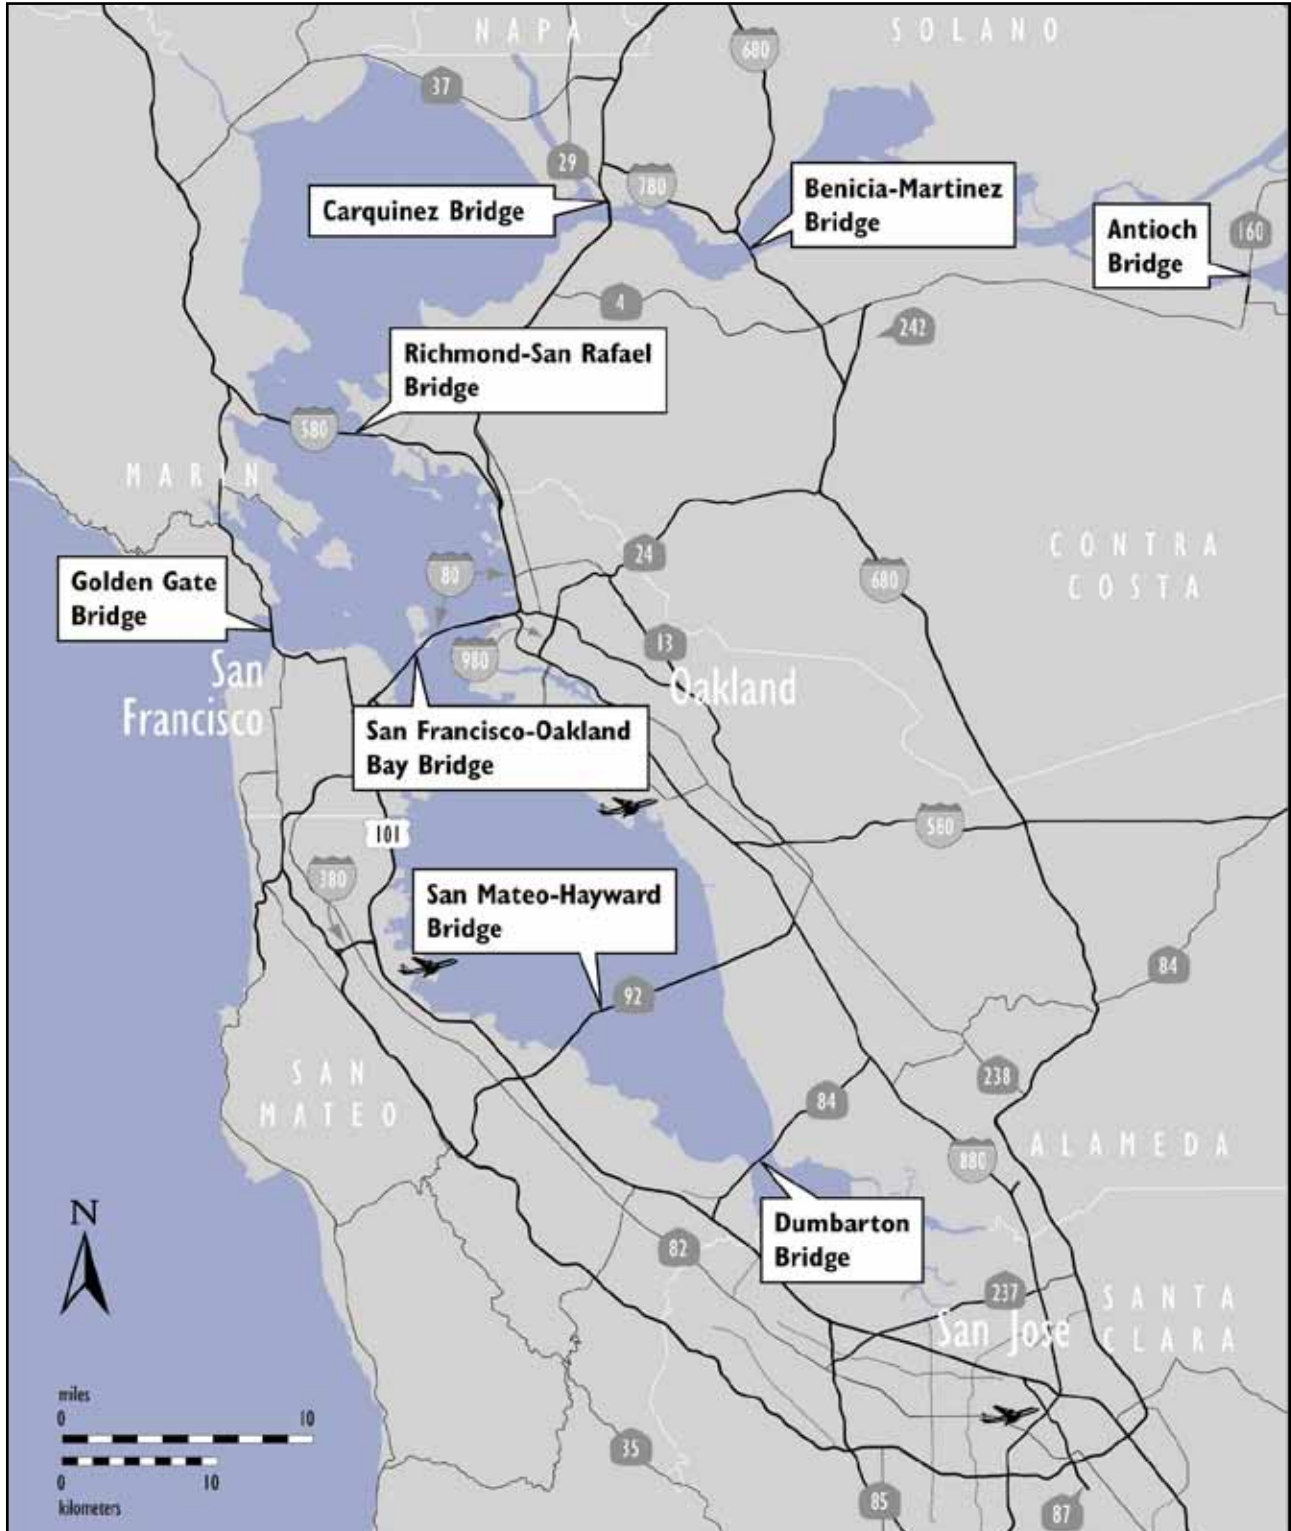 NAPA
SOLANO
680
37
29
780
Carquinez Bridge
Benicia-Martinez
Bridge
Antioch
Bridge
160
4
242
Richmond-San Rafael
Bridge
580
MARIN
24
80
680
CONTRA
COSTA
Golden Gate
Bridge
980
13
San
Francisco
Oakland
San Francisco-Oakland
Bay Bridge
101
580
380
San Mateo-Hayward
Bridge
92
84
SAN
MATEO
238
84
880
ALAMEDA
N
Dumbarton
Bridge
82
237
San Jose
SANTA
CLARA
miles
0 10
0 10
kilometers
35
85
87